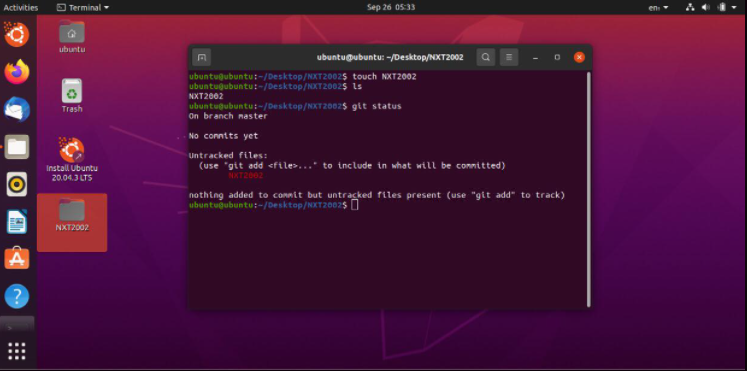 Activities
Terminal
Sep 26 05:33
en
ubuntu
Trash
Install Ubuntu
20.04.3 LTS
NXT2002
ubuntu@ubuntu: ~/Desktop/NXT2002
ubuntu@ubuntu:~/Desktop/NXT2002$ touch NXT2002
ubuntu@ubuntu:~/Desktop/NXT2002$ ls
NXT2002
ubuntu@ubuntu:~/Desktop/NXT2002$ git status
On branch master
No commits yet
Untracked files:
(use "git add <file>..." to include in what will be committed)
NXT2002
nothing added to commit but untracked files present (use "git add" to track)
ubuntu@ubuntu:~/Desktop/NXT2002$